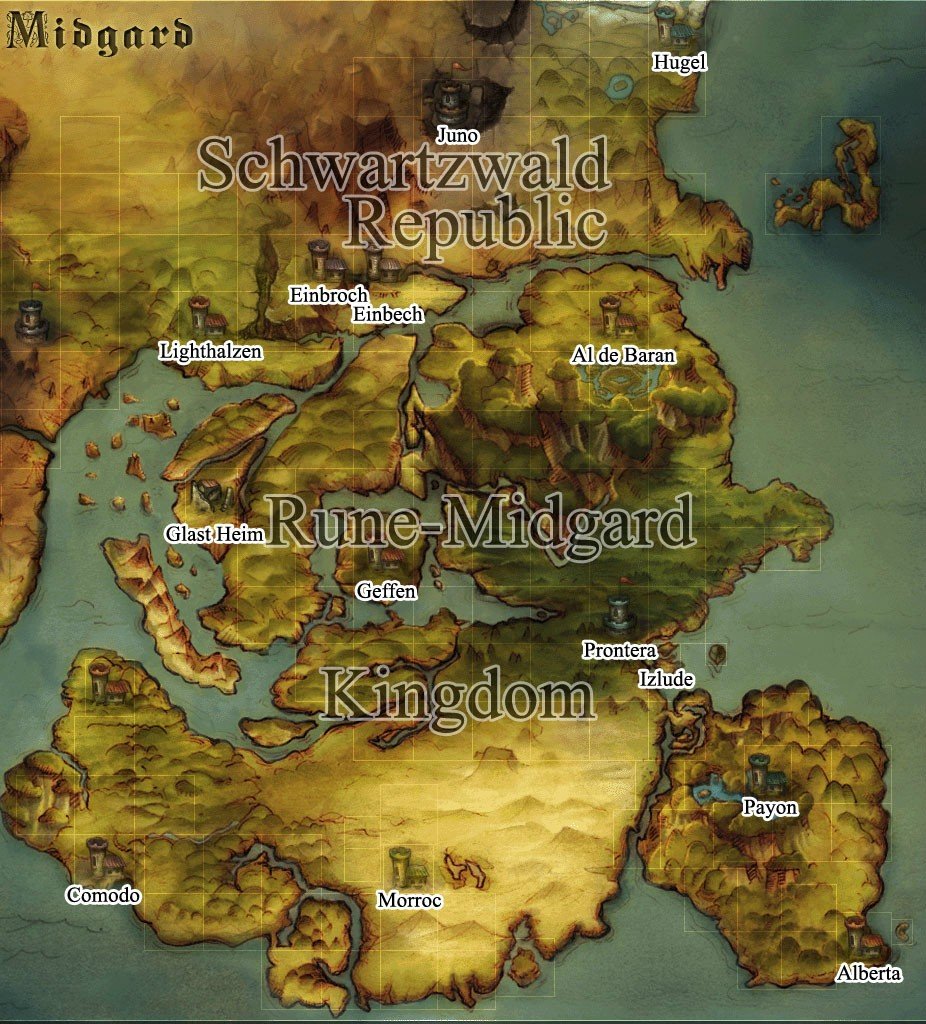 Midgard
Hugel
Juno
Schwartzwald
Republic
Einbroch
Einbech
Lighthalzen
Al de Baran
Rune-Midgard
Glast Heim
Geffen
Prontera
Izlude
Kingdom
Payon
Comodo
Morroc
Alberta